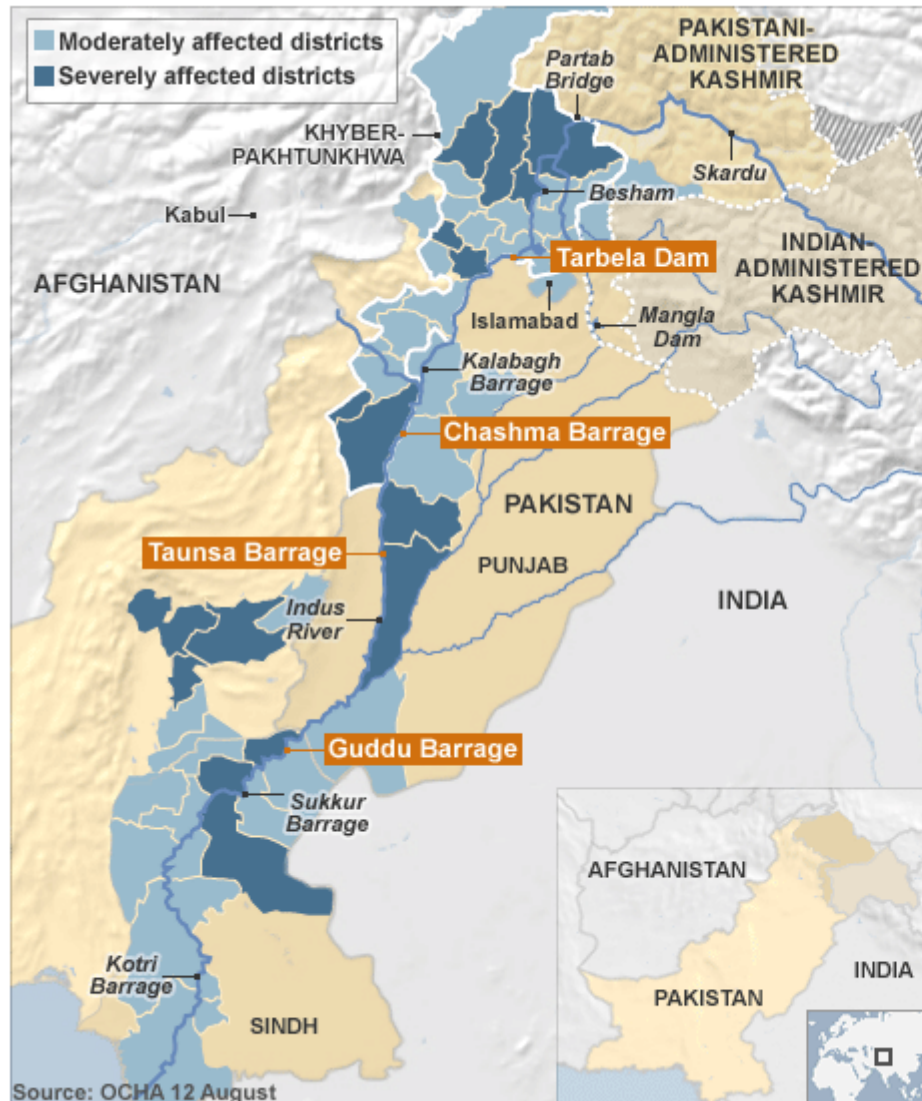 Moderately affected districts
Severely affected districts
PAKISTANI-
ADMINISTERED
KASHMIR
Partab
Bridge
KHYBER-
PAKHTUNKHWA
Skardu
Besham
Kabul
Tarbela Dam
INDIAN-
ADMINISTERED
KASHMIR
AFGHANISTAN
Islamabad
Mangla
Dam
Kalabagh
Barrage
Chashma Barrage
PAKISTAN
Taunsa Barrage
PUNJAB
INDIA
Indus
River
Guddu Barrage
Sukkur
Barrage
Kotri
Barrage
SINDH
AFGHANISTAN
INDIA
PAKISTAN
Source: OCHA 12 August